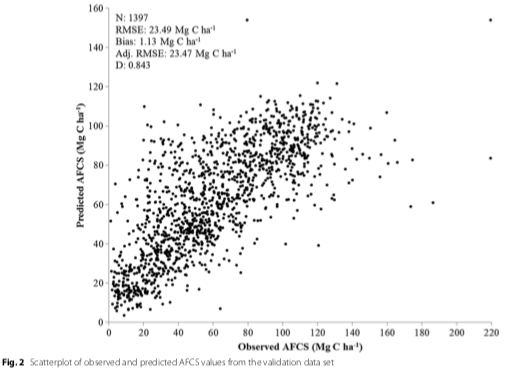 160
140
120
100
80
60
40
20
0
Predicted AFCS (Mg C ha⁻¹)
N: 1397
RMSE: 23.49 Mg C ha⁻¹
Bias: 1.13 Mg C ha⁻¹
Adj. RMSE: 23.47 Mg C ha⁻¹
D: 0.843
0 20 40 60 80 100 120 140 160 180 200 220
Observed AFCS (Mg C ha⁻¹)
Fig. 2 Scatterplot of observed and predicted AFCS values from the validation data set